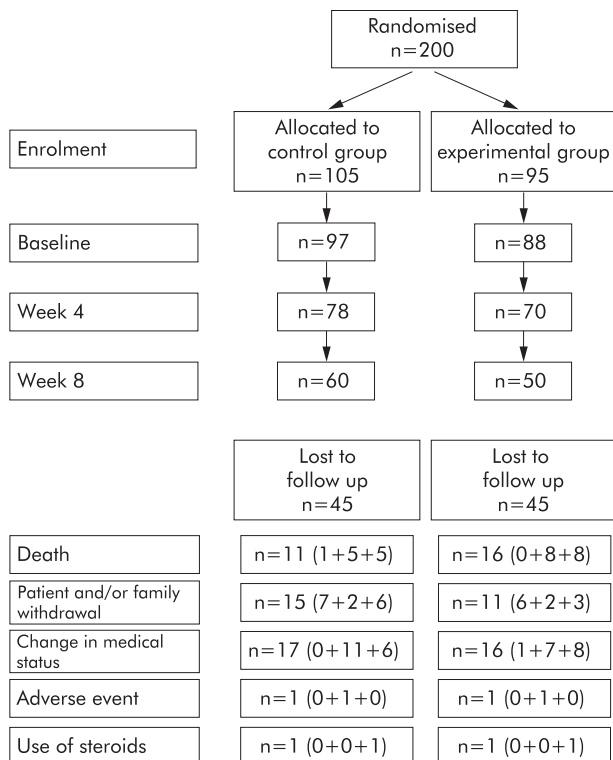 Randomised
n=200
Enrolment
Allocated to
control group
n=105
Allocated to
experimental group
n=95
Baseline
n=97
n=88
Week 4
n=78
n=70
Week 8
n=60
n=50
Lost to
follow up
n=45
Lost to
follow up
n=45
Death
n=11 (1+5+5)
n=16 (0+8+8)
Patient and/or family
withdrawal
n=15 (7+2+6)
n=11 (6+2+3)
Change in medical
status
n=17 (0+11+6)
n=16 (1+7+8)
Adverse event
n=1 (0+1+0)
n=1 (0+1+0)
Use of steroids
n=1 (0+0+1)
n=1 (0+0+1)